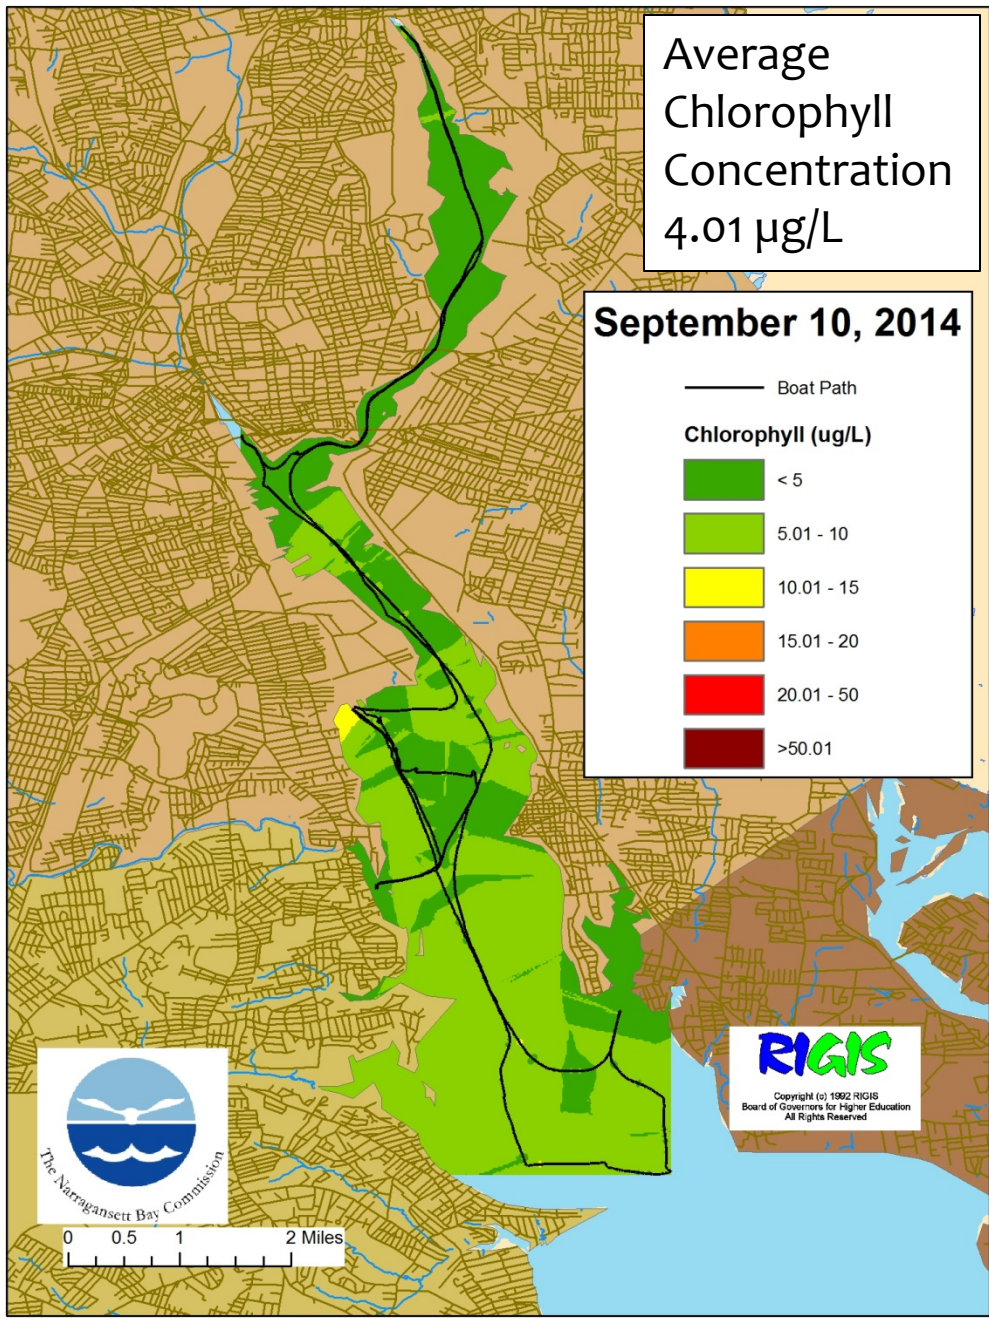 Average
Chlorophyll
Concentration
4.01 µg/L
September 10, 2014
Boat Path
Chlorophyll (ug/L)
< 5
5.01 - 10
10.01 - 15
15.01 - 20
20.01 - 50
>50.01
RIGIS
Copyright (c) 1992 RIGIS
Board of Governors for Higher Education
All Rights Reserved
The Narragansett Bay Commission
0 0.5 1 2 Miles